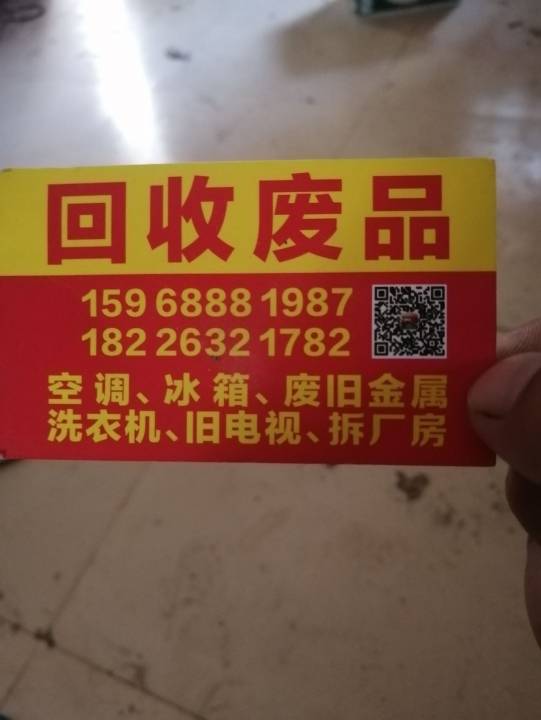 回收废品
159 6888 1987
182 2632 1782
空调、冰箱、废旧金属
洗衣机、旧电视、拆厂房